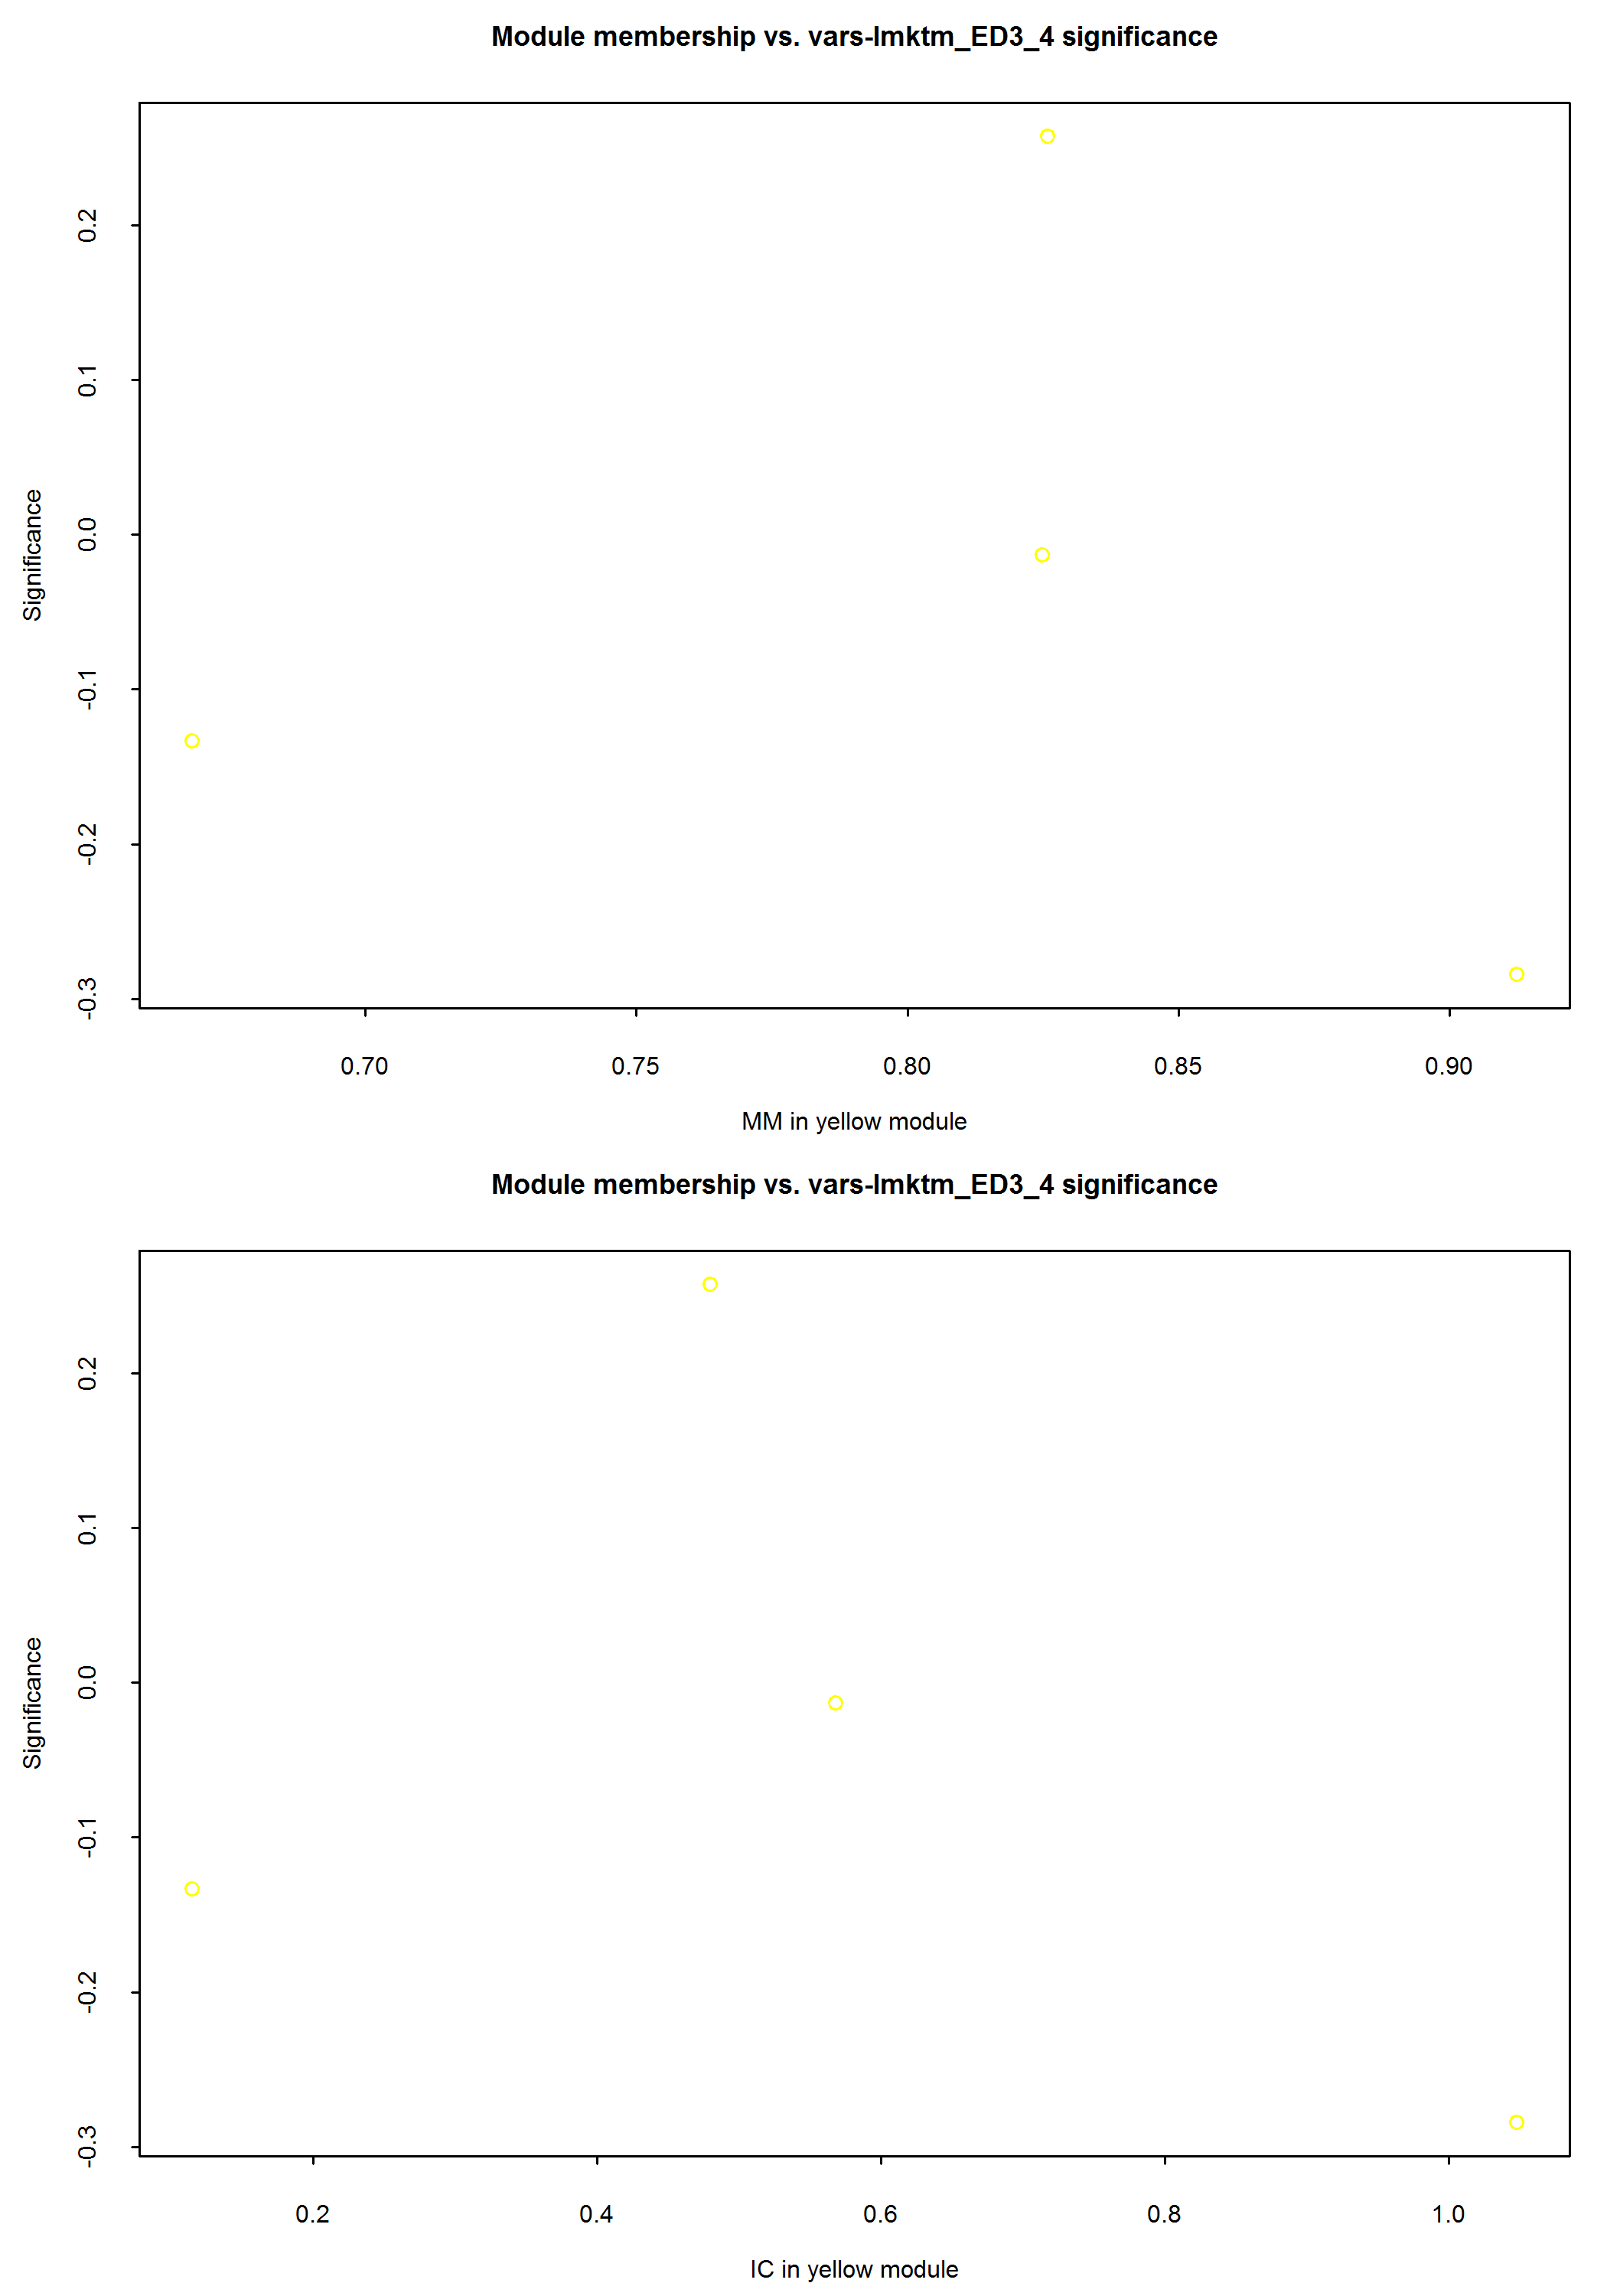 Module membership vs. vars-lmktm_ED3_4 significance
0.2
0.1
0.0
-0.1
-0.2
-0.3
Significance
0.70 0.75 0.80 0.85 0.90
MM in yellow module
Module membership vs. vars-lmktm_ED3_4 significance
0.2
0.1
0.0
-0.1
-0.2
-0.3
Significance
0.2 0.4 0.6 0.8 1.0
IC in yellow module